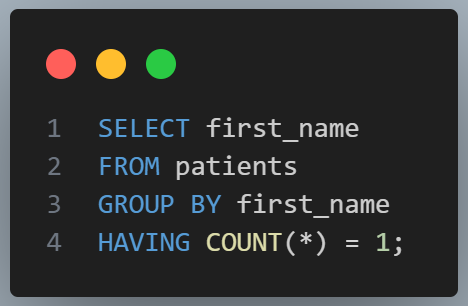 1 SELECT first_name
2 FROM patients
3 GROUP BY first_name
4 HAVING COUNT(*) = 1;